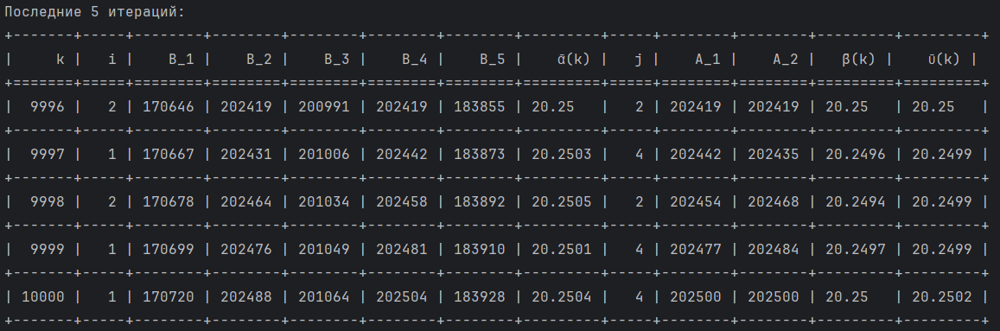 Последние 5 итераций:
+-------+-----+--------+--------+--------+--------+--------+---------+-----+--------+--------+---------+---------+
|     k |   i |    B_1 |    B_2 |    B_3 |    B_4 |    B_5 |    ᾱ(k) |   j |    A_1 |    A_2 |   β̱(k) |    ῡ(k) |
+=======+=====+========+========+========+========+========+=========+=====+========+========+=========+=========+
|  9996 |   2 | 170646 | 202419 | 200991 | 202419 | 183855 | 20.25   |   2 | 202419 | 202419 | 20.25   | 20.25   |
+-------+-----+--------+--------+--------+--------+--------+---------+-----+--------+--------+---------+---------+
|  9997 |   1 | 170667 | 202431 | 201006 | 202442 | 183873 | 20.2503 |   4 | 202442 | 202435 | 20.2496 | 20.2499 |
+-------+-----+--------+--------+--------+--------+--------+---------+-----+--------+--------+---------+---------+
|  9998 |   2 | 170678 | 202464 | 201034 | 202458 | 183892 | 20.2505 |   2 | 202454 | 202468 | 20.2494 | 20.2499 |
+-------+-----+--------+--------+--------+--------+--------+---------+-----+--------+--------+---------+---------+
|  9999 |   1 | 170699 | 202476 | 201049 | 202481 | 183910 | 20.2501 |   4 | 202477 | 202484 | 20.2497 | 20.2499 |
+-------+-----+--------+--------+--------+--------+--------+---------+-----+--------+--------+---------+---------+
| 10000 |   1 | 170720 | 202488 | 201064 | 202504 | 183928 | 20.2504 |   4 | 202500 | 202500 | 20.25   | 20.2502 |
+-------+-----+--------+--------+--------+--------+--------+---------+-----+--------+--------+---------+---------+